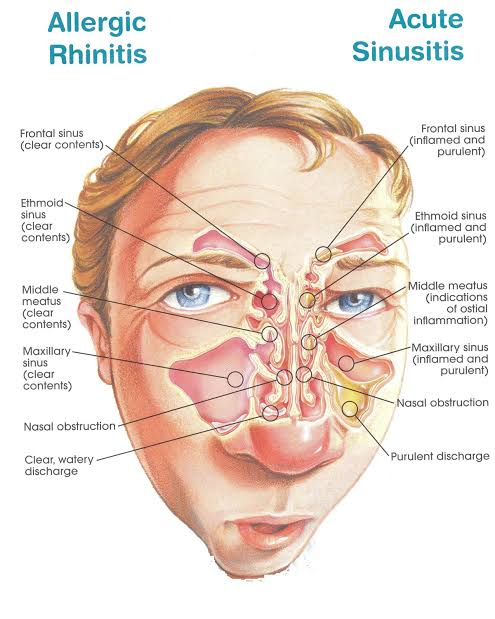 Allergic
Rhinitis
Acute
Sinusitis
Frontal sinus
(clear contents)
Ethmoid
sinus
(clear
contents)
Middle
meatus
(clear
contents)
Maxillary
sinus
(clear
contents)
Nasal obstruction
Clear, watery
discharge
Frontal sinus
(inflamed and
purulent)
Ethmoid sinus
(inflamed and
purulent)
Middle meatus
(indications
of ostial
inflammation)
Maxillary sinus
(inflamed and
purulent)
Nasal obstruction
Purulent discharge